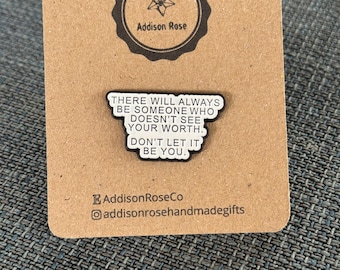 Addison Rose
THERE WILL ALWAYS
BE SOMEONE WHO
DOESN'T SEE
YOUR WORTH.
DON'T LET IT
BE YOU.
AddisonRoseCo
addisonrosehandmadegifts